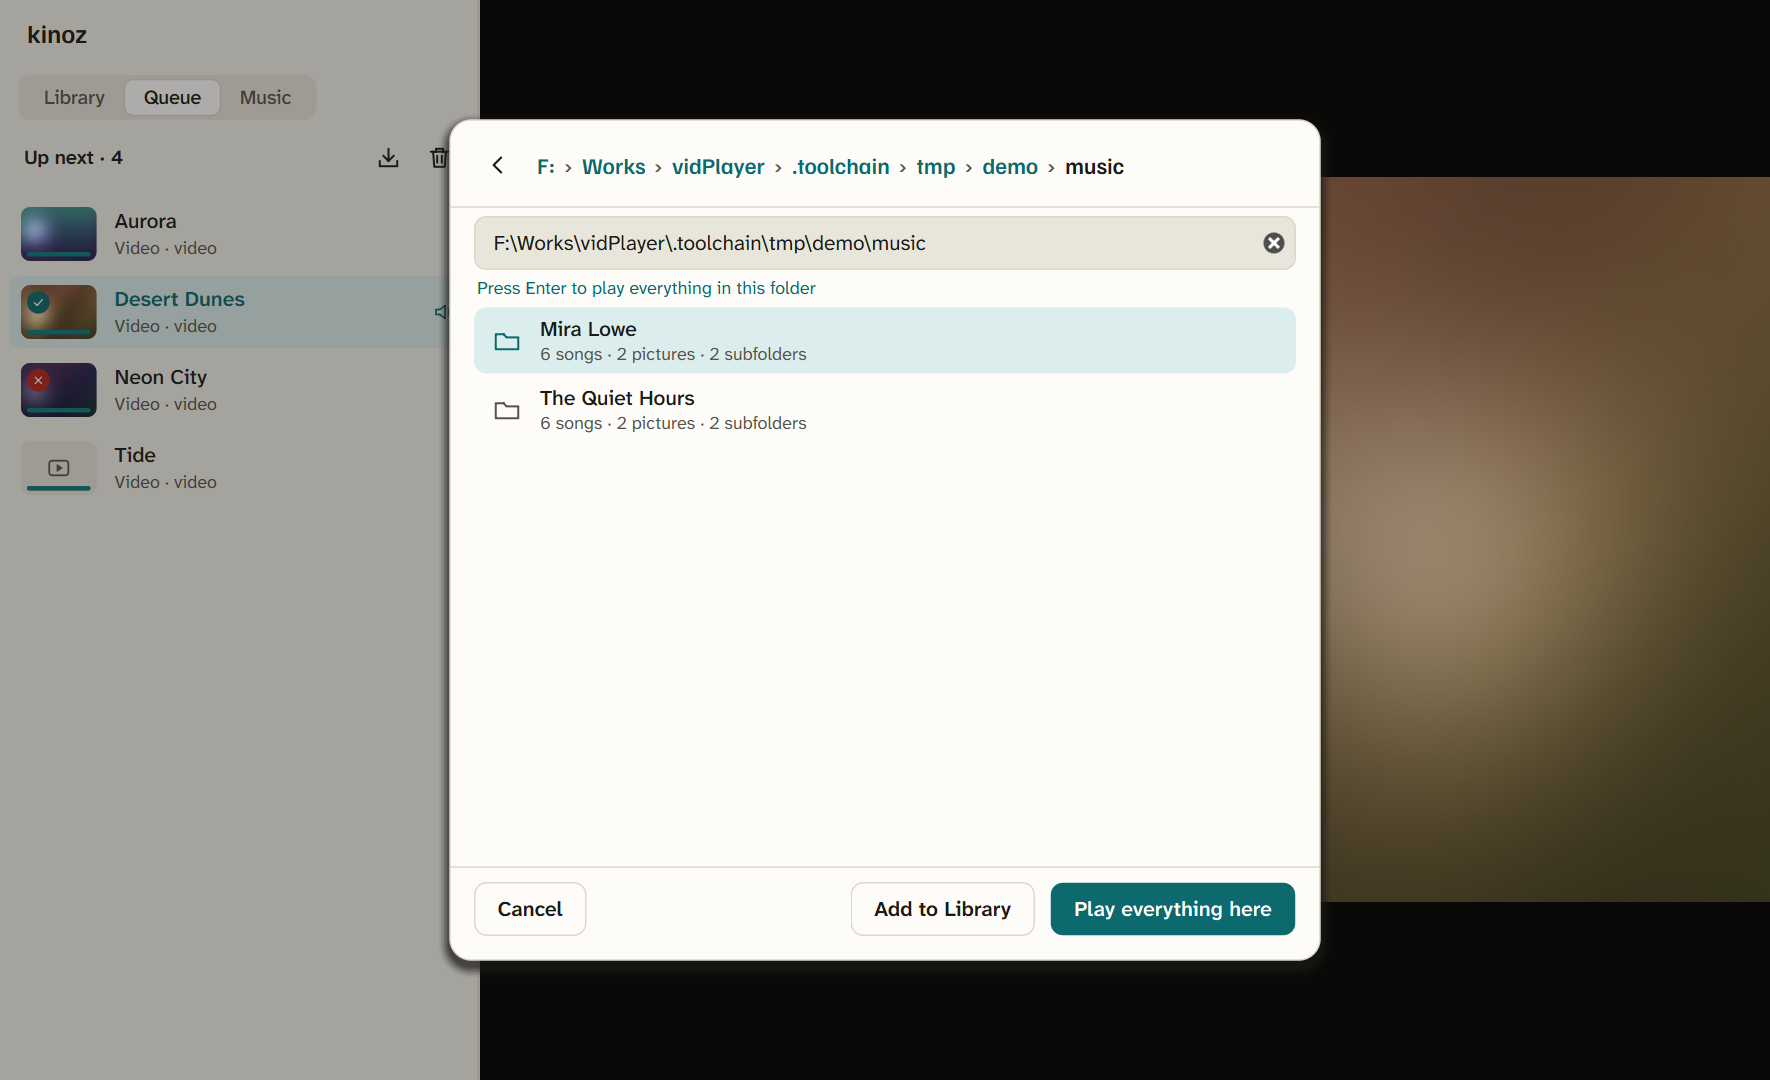 kinoz
Library Queue Music
Up next · 4
Aurora
Video · video
Desert Dunes
Video · video
Neon City
Video · video
Tide
Video · video
F: › Works › vidPlayer › .toolchain › tmp › demo › music
F:\Works\vidPlayer\.toolchain\tmp\demo\music
Press Enter to play everything in this folder
Mira Lowe
6 songs · 2 pictures · 2 subfolders
The Quiet Hours
6 songs · 2 pictures · 2 subfolders
Cancel Add to Library Play everything here